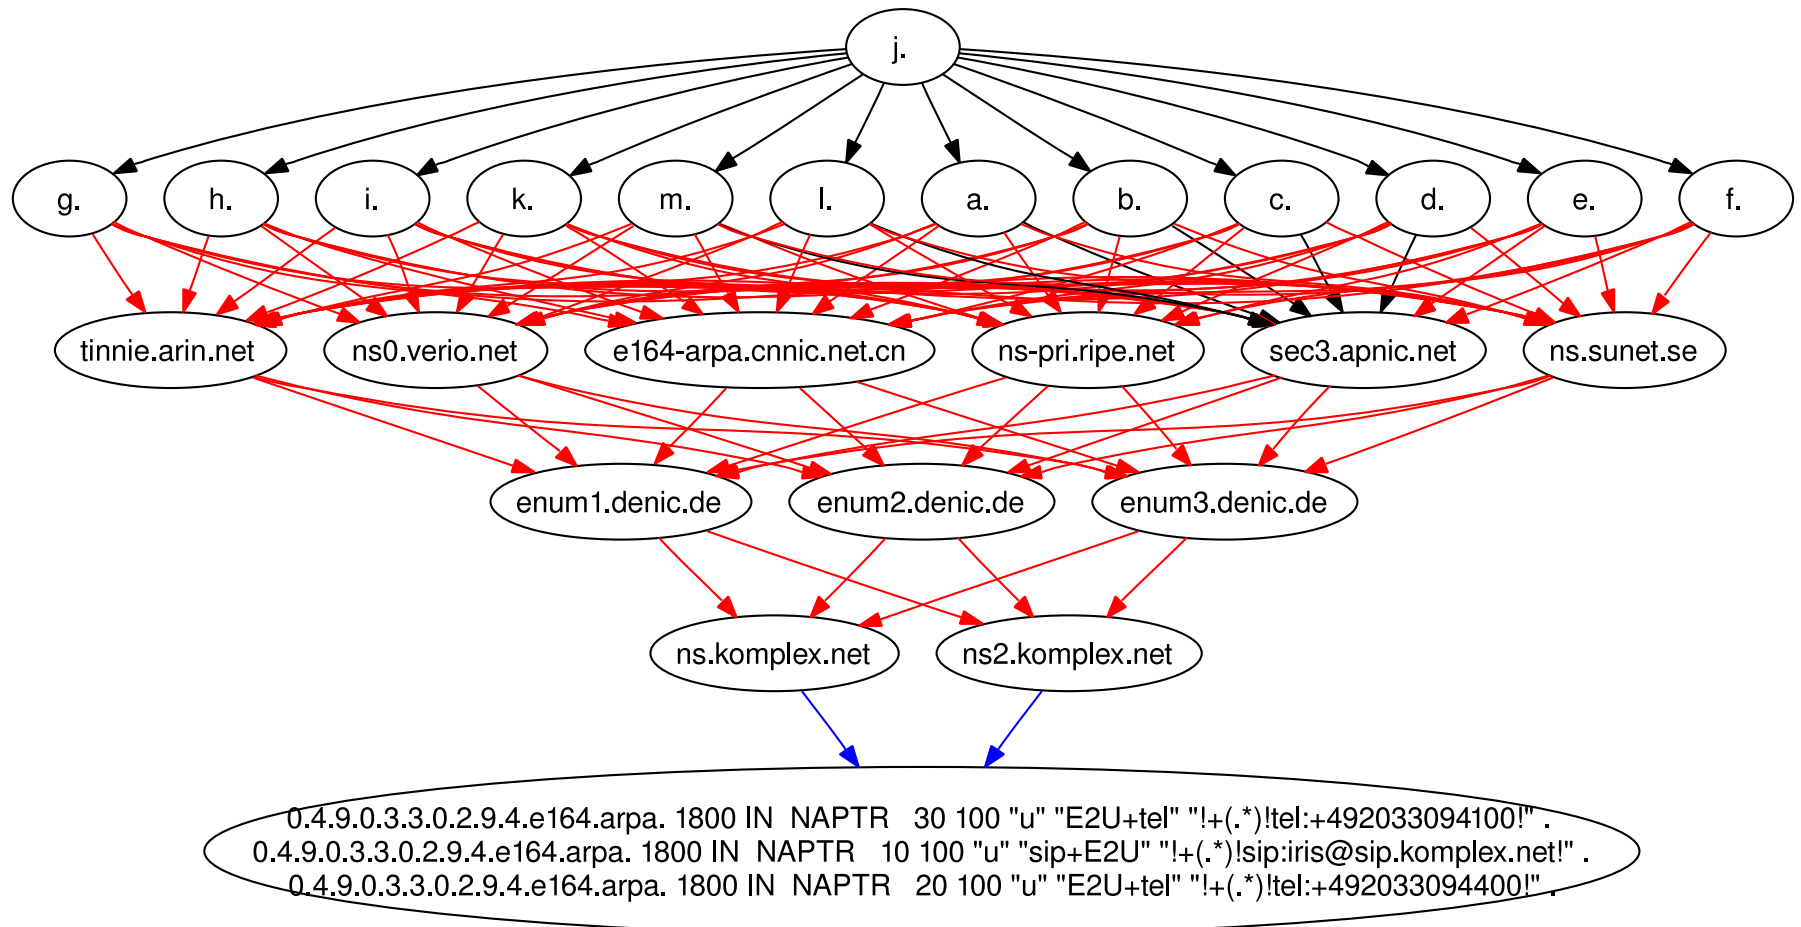 j.
g. h. i. k. m. l. a. b. c. d. e. f.
tinnie.arin.net ns0.verio.net e164-arpa.cnnic.net.cn ns-pri.ripe.net sec3.apnic.net ns.sunet.se
enum1.denic.de enum2.denic.de enum3.denic.de
ns.komplex.net ns2.komplex.net
0.4.9.0.3.3.0.2.9.4.e164.arpa. 1800 IN NAPTR 30 100 "u" "E2U+tel" "!+(.*)!tel:+492033094100!" .
0.4.9.0.3.3.0.2.9.4.e164.arpa. 1800 IN NAPTR 10 100 "u" "sip+E2U" "!+(.*)!sip:iris@sip.komplex.net!" .
0.4.9.0.3.3.0.2.9.4.e164.arpa. 1800 IN NAPTR 20 100 "u" "E2U+tel" "!+(.*)!tel:+492033094400!" .